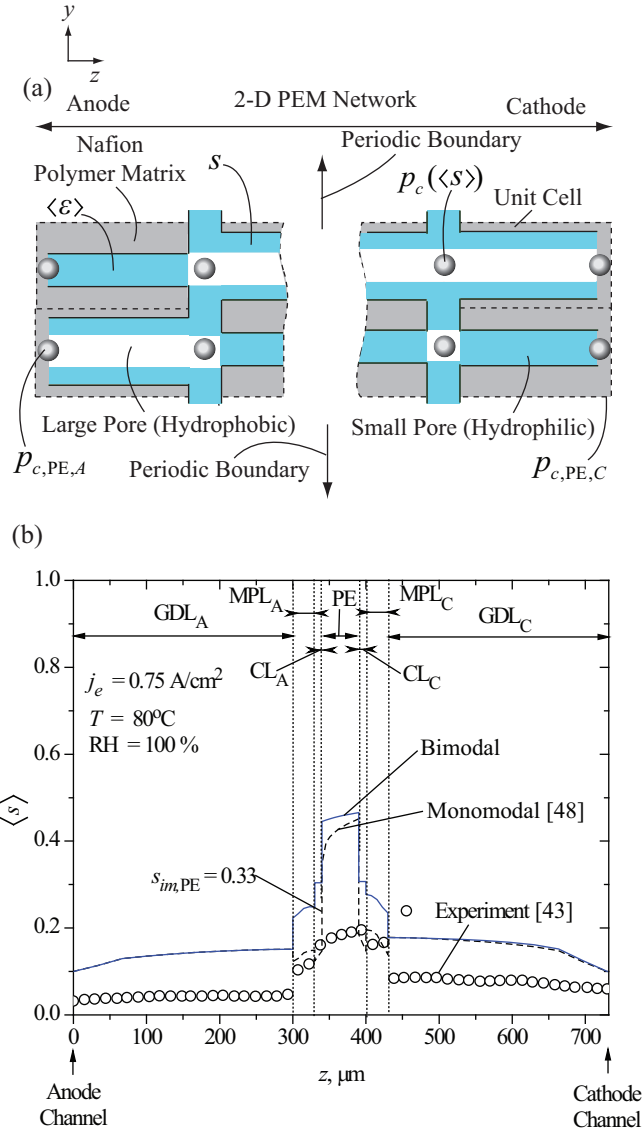 y
z
(a)
Anode
2-D PEM Network
Cathode
Nafion
Polymer Matrix
s
Periodic Boundary
p_c(⟨s⟩)
Unit Cell
⟨ε⟩
Large Pore (Hydrophobic)
Small Pore (Hydrophilic)
p_c,PE,A
Periodic Boundary
p_c,PE,C
(b)
1.0
0.8
0.6
0.4
0.2
0.0
⟨s⟩
MPL_A
PE
MPL_C
GDL_A
GDL_C
CL_A
CL_C
j_e = 0.75 A/cm²
T = 80°C
RH = 100 %
Bimodal
Monomodal [48]
s_im,PE = 0.33
Experiment [43]
0 100 200 300 400 500 600 700
z, μm
Anode
Channel
Cathode
Channel